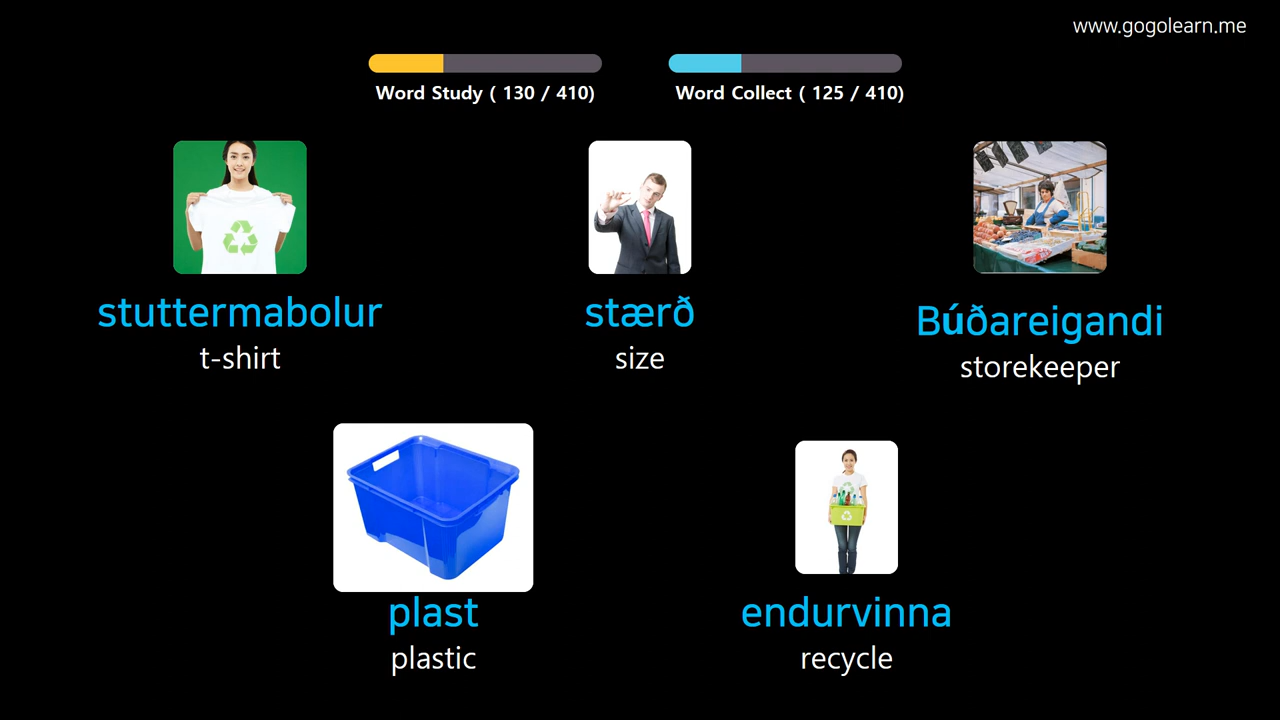 www.gogolearn.me
Word Study ( 130 / 410)
Word Collect ( 125 / 410)
stuttermabolur
t-shirt
stærð
size
Búðareigandi
storekeeper
plast
plastic
endurvinna
recycle